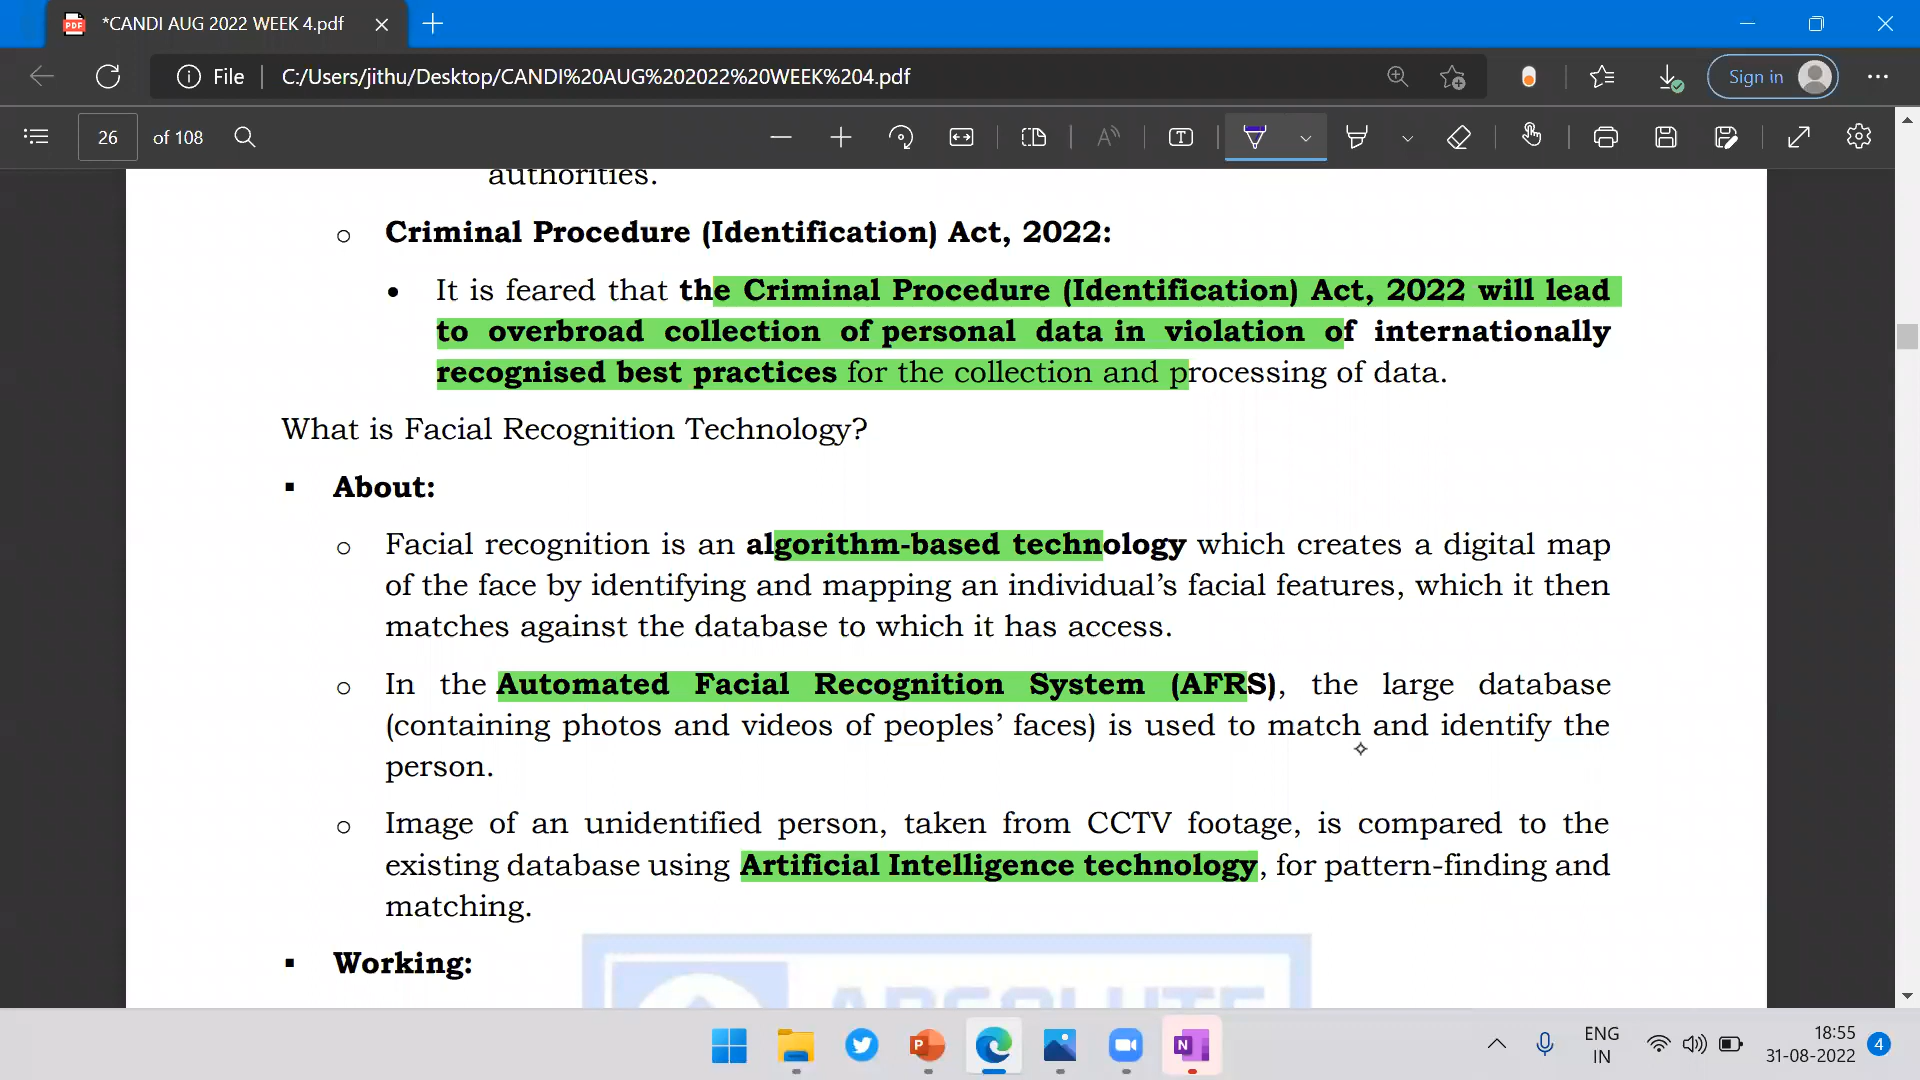 *CANDI AUG 2022 WEEK 4.pdf
File C:/Users/jithu/Desktop/CANDI%20AUG%202022%20WEEK%204.pdf Sign in
26 of 108
authorities.
Criminal Procedure (Identification) Act, 2022:
It is feared that the Criminal Procedure (Identification) Act, 2022 will lead
to overbroad collection of personal data in violation of internationally
recognised best practices for the collection and processing of data.
What is Facial Recognition Technology?
About:
Facial recognition is an algorithm-based technology which creates a digital map
of the face by identifying and mapping an individual’s facial features, which it then
matches against the database to which it has access.
In the Automated Facial Recognition System (AFRS), the large database
(containing photos and videos of peoples’ faces) is used to match and identify the
person.
Image of an unidentified person, taken from CCTV footage, is compared to the
existing database using Artificial Intelligence technology, for pattern-finding and
matching.
Working:
ABSOLUTE
ENG
IN
18:55
31-08-2022
4